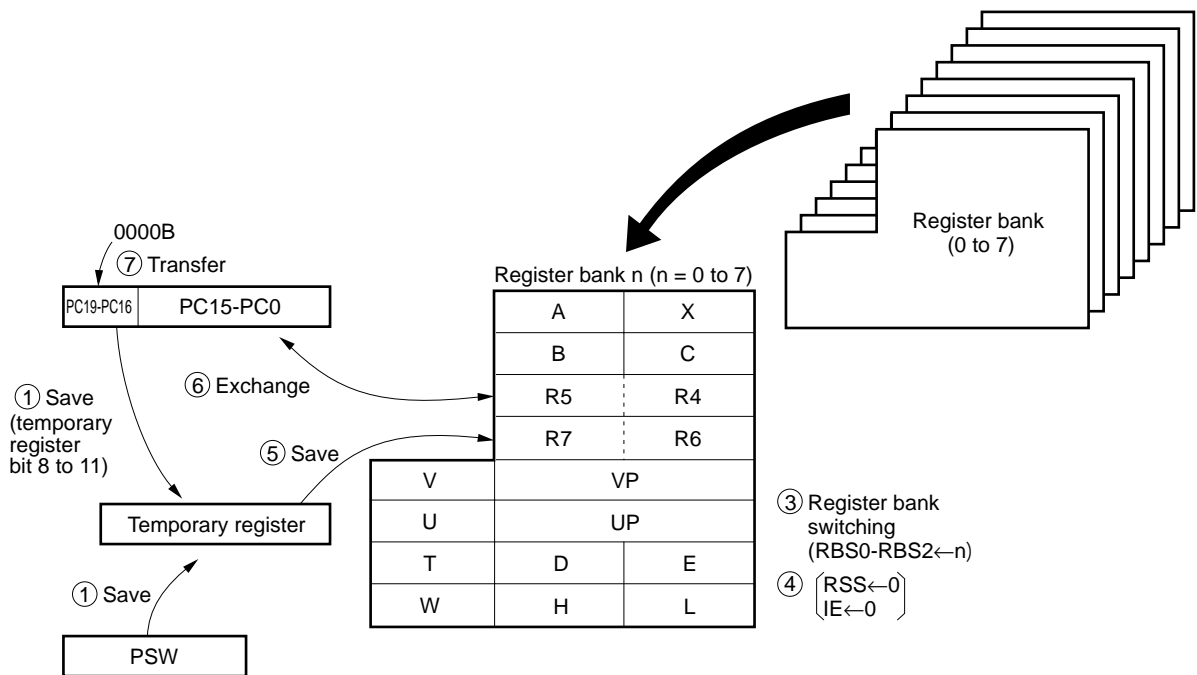 Register bank
(0 to 7)
0000B
⑦ Transfer
PC19-PC16
PC15-PC0
Register bank n (n = 0 to 7)
A
X
B
C
R5
R4
R7
R6
V
VP
U
UP
T
D
E
W
H
L
⑥ Exchange
① Save
(temporary
register
bit 8 to 11)
⑤ Save
Temporary register
① Save
PSW
③ Register bank
switching
(RBS0-RBS2←n)
④ RSS←0
IE←0